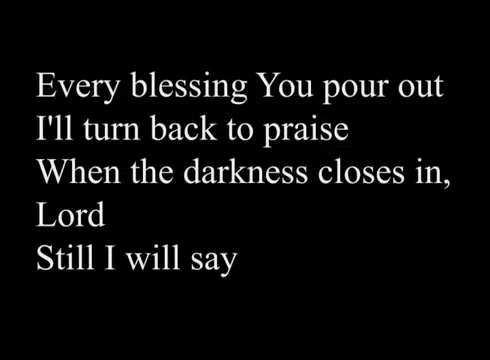 Every blessing You pour out
I'll turn back to praise
When the darkness closes in,
Lord
Still I will say